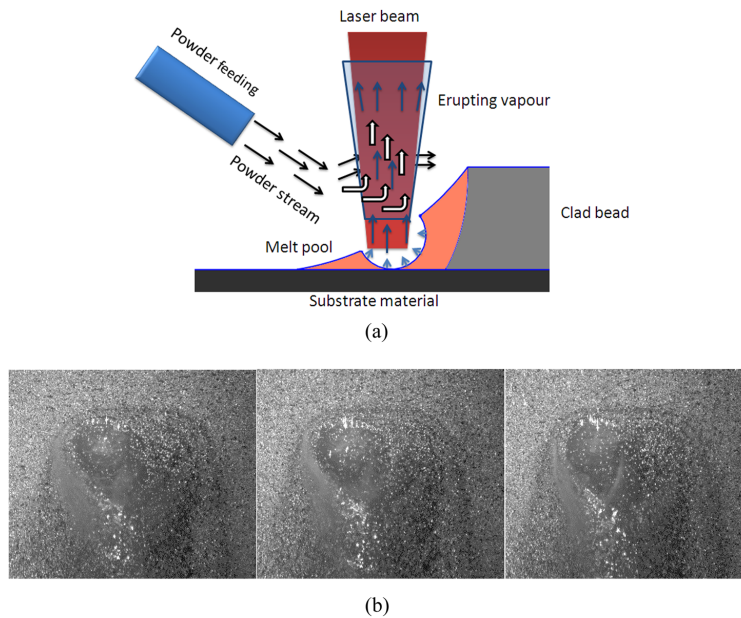 Laser beam
Powder feeding
Erupting vapour
Powder stream
Clad bead
Melt pool
Substrate material
(a)
(b)